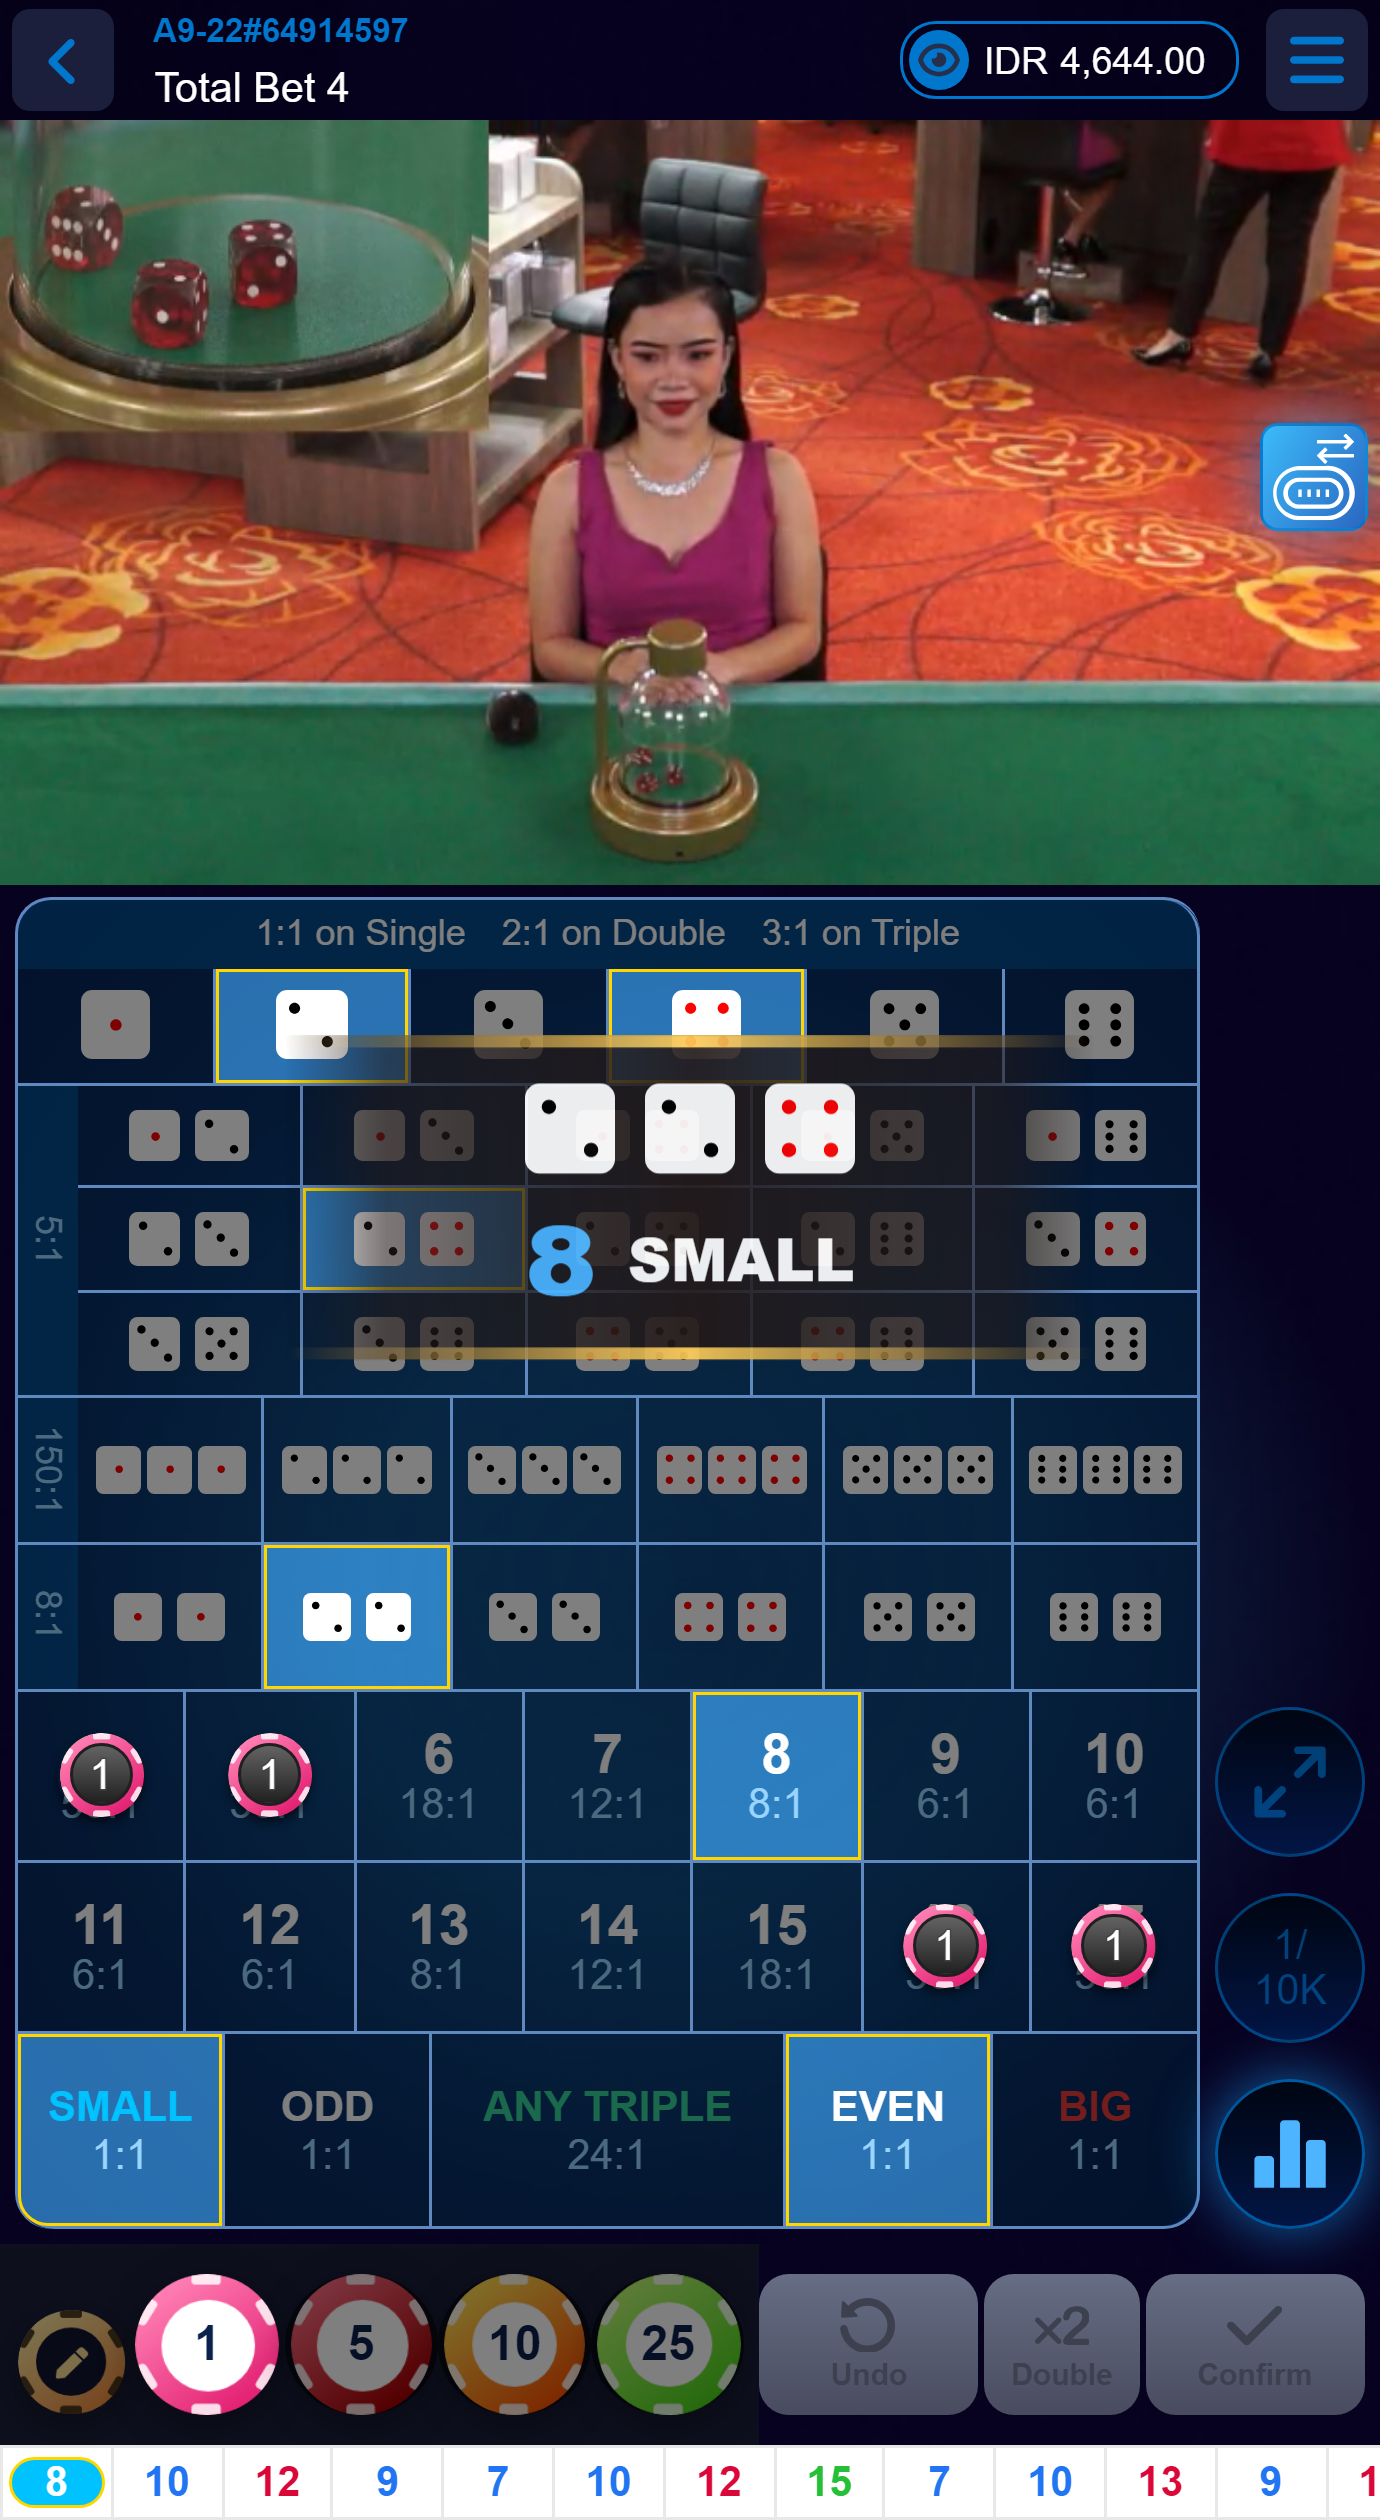 A9-22#64914597
Total Bet 4
IDR 4,644.00
1:1 on Single 2:1 on Double 3:1 on Triple
5:1
8 SMALL
150:1
8:1
1 1 6 7 8 9 10
18:1 12:1 8:1 6:1 6:1
11 12 13 14 15 1 1
6:1 6:1 8:1 12:1 18:1
1/
10K
SMALL ODD ANY TRIPLE EVEN BIG
1:1 1:1 24:1 1:1 1:1
1 5 10 25
x2
Undo Double Confirm
8 10 12 9 7 10 12 15 7 10 13 9